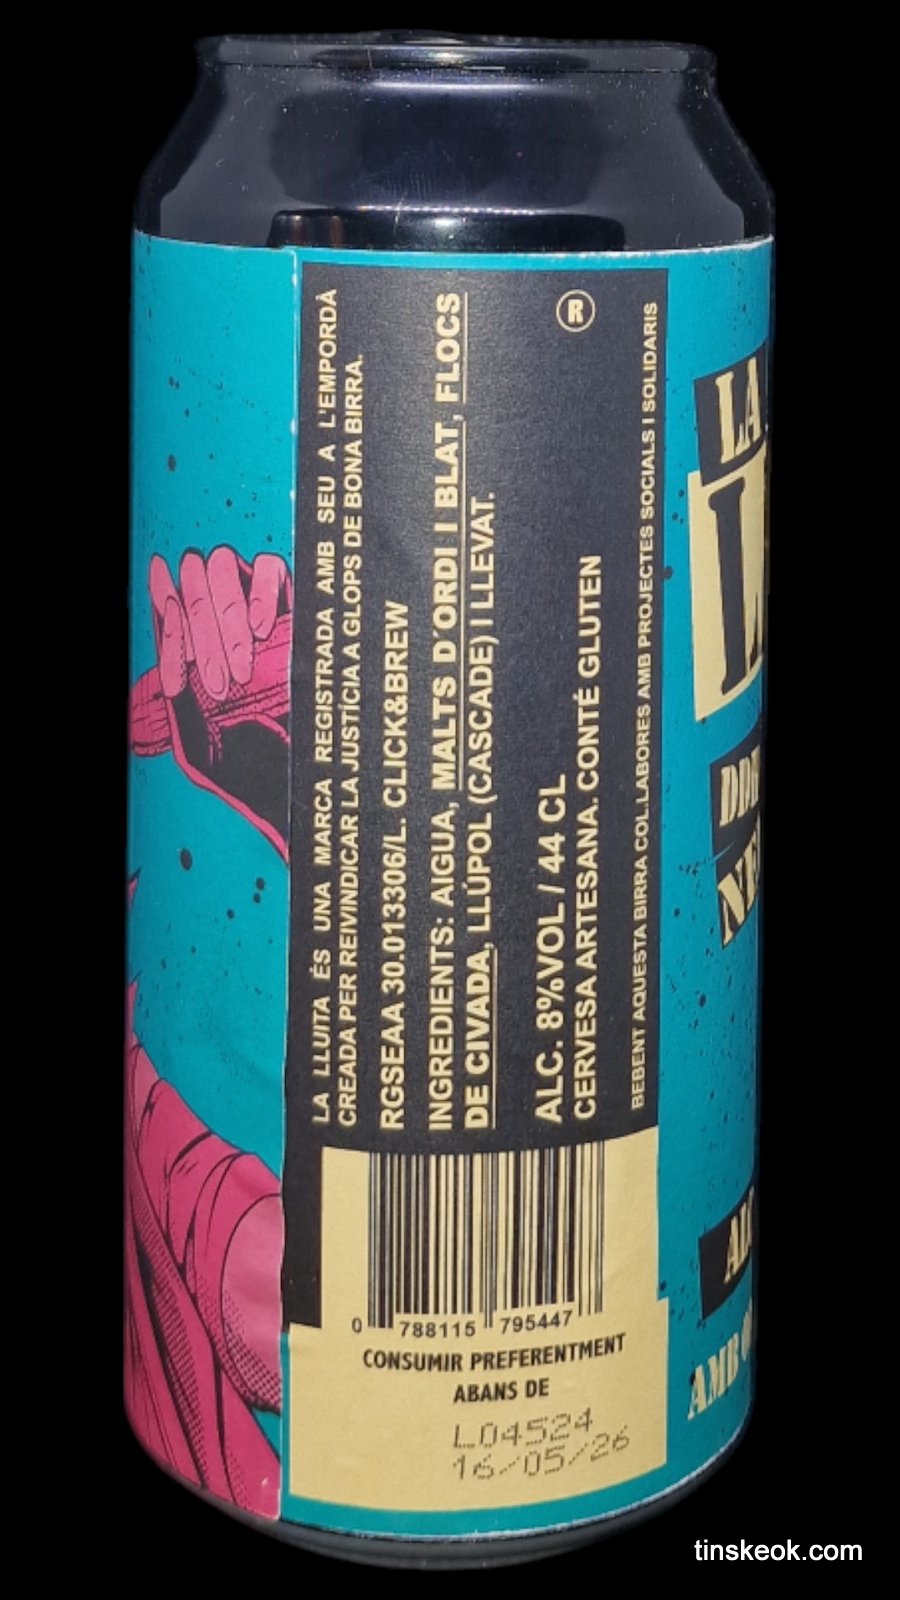 LA LLUITA ÉS UNA MARCA REGISTRADA AMB SEU A L'EMPORDÀ
CREADA PER REIVINDICAR LA JUSTÍCIA A GLOPS DE BONA BIRRA.
RGSEAA 30.013306/L. CLICK&BREW
INGREDIENTS: AIGUA, MALTS D´ORDI I BLAT, FLOCS
DE CIVADA, LLÚPOL (CASCADE) I LLEVAT.
ALC. 8%VOL / 44 CL
CERVESA ARTESANA. CONTÉ GLUTEN
R
BEBENT AQUESTA BIRRA COL.LABORES AMB PROJECTES SOCIALS I SOLIDARIS
0 788115 795447
CONSUMIR PREFERENTMENT
ABANS DE
L04524
16/05/26
LA
AMB
tinskeok.com